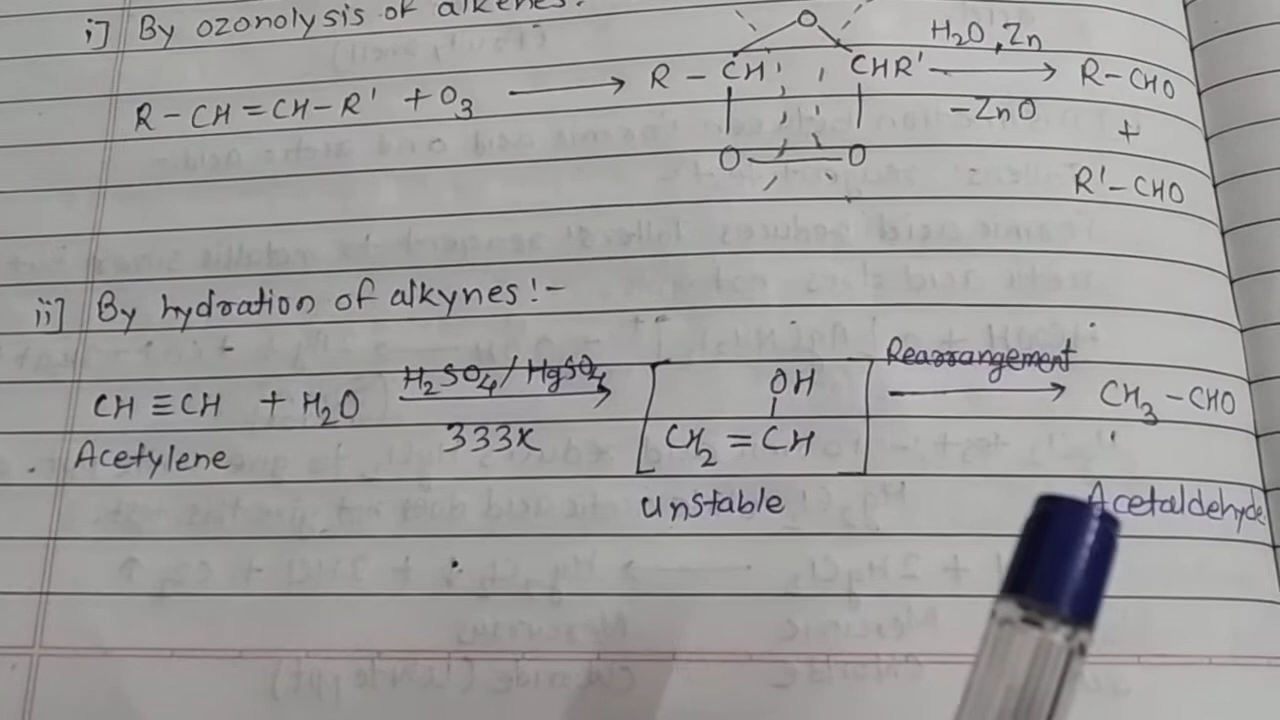 i] By ozonolysis of alkenes:
R-CH=CH-R' + O3 → R-CH CHR' H2O, Zn → R-CHO
O
-ZnO
+
O O
R'-CHO
ii] By hydration of alkynes:-
CH≡CH + H2O H2SO4/HgSO4 → [CH2=CH OH] Rearrangement → CH3-CHO
333K
Acetylene
Unstable
Acetaldehyde